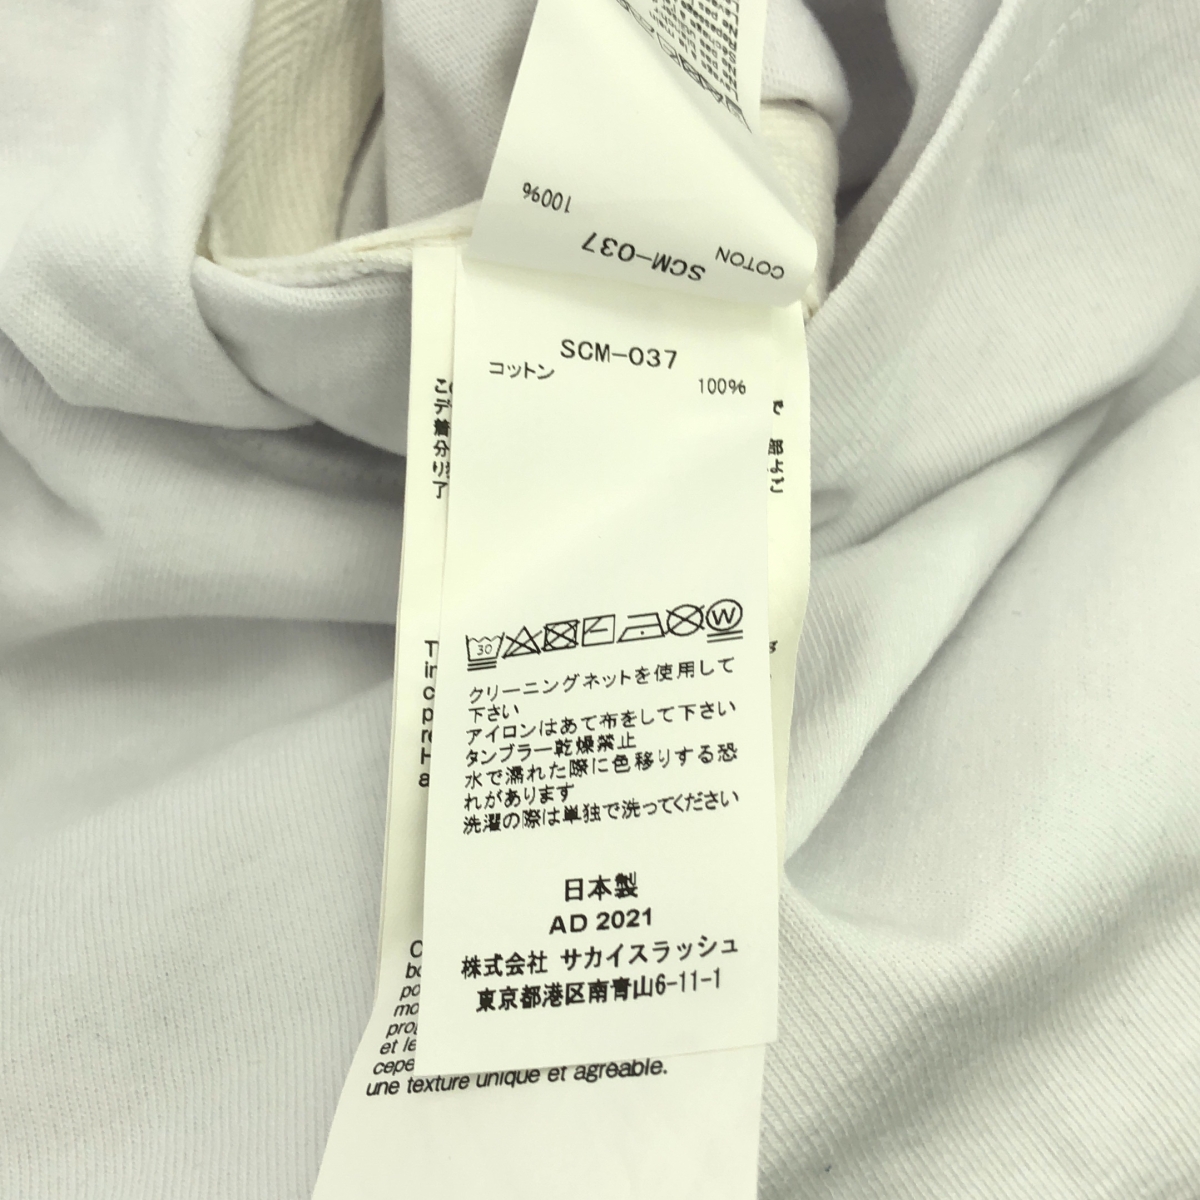 100%
SCM-037
COTON
SCM-037
コットン 100%
30
W
クリーニングネットを使用して
下さい
アイロンはあて布をして下さい
タンブラー乾燥禁止
水で濡れた際に色移りする恐
れがあります
洗濯の際は単独で洗ってください
日本製
AD 2021
株式会社 サカイスラッシュ
東京都港区南青山6-11-1
une texture unique et agréable.